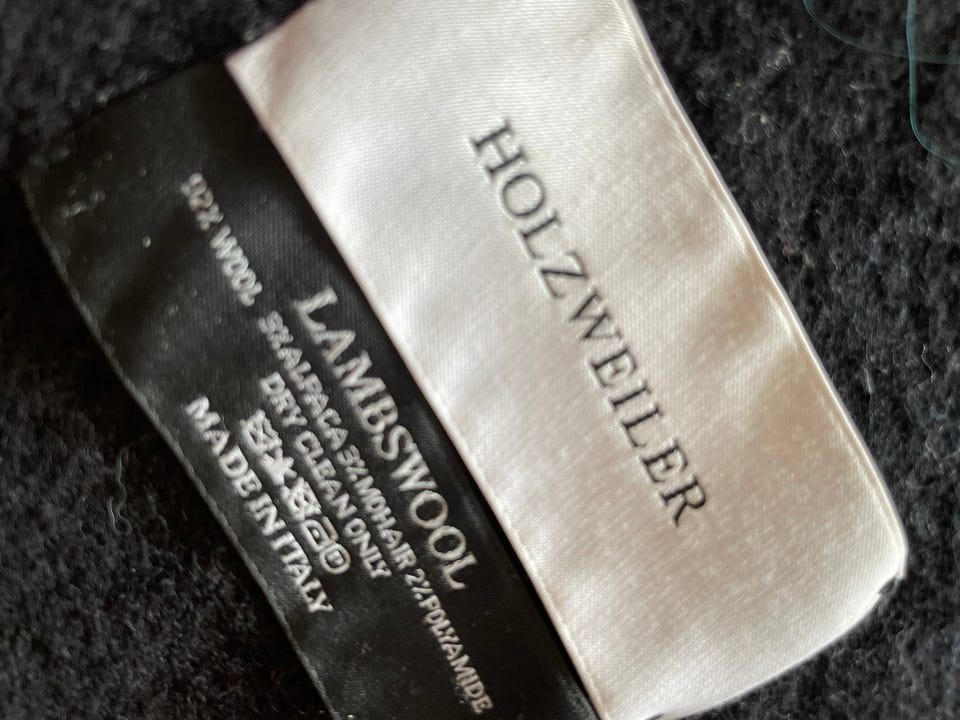 HOLZWEILER
LAMBSWOOL
92% WOOL 3%ALPACA 3%MOHAIR 2%POLYAMIDE
DRY CLEAN ONLY
MADE IN ITALY